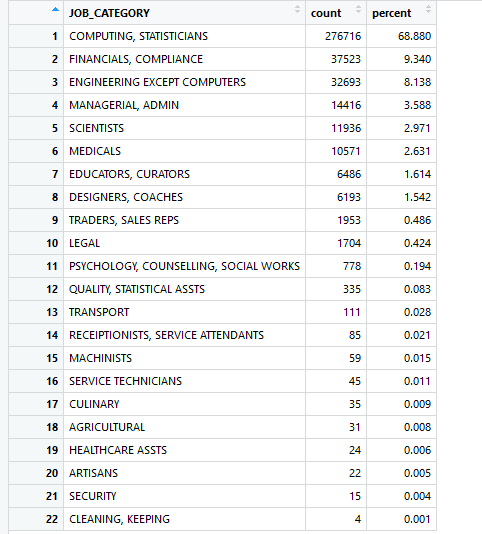 JOB_CATEGORY count percent
1 COMPUTING, STATISTICIANS 276716 68.880
2 FINANCIALS, COMPLIANCE 37523 9.340
3 ENGINEERING EXCEPT COMPUTERS 32693 8.138
4 MANAGERIAL, ADMIN 14416 3.588
5 SCIENTISTS 11936 2.971
6 MEDICALS 10571 2.631
7 EDUCATORS, CURATORS 6486 1.614
8 DESIGNERS, COACHES 6193 1.542
9 TRADERS, SALES REPS 1953 0.486
10 LEGAL 1704 0.424
11 PSYCHOLOGY, COUNSELLING, SOCIAL WORKS 778 0.194
12 QUALITY, STATISTICAL ASSTS 335 0.083
13 TRANSPORT 111 0.028
14 RECEIPTIONISTS, SERVICE ATTENDANTS 85 0.021
15 MACHINISTS 59 0.015
16 SERVICE TECHNICIANS 45 0.011
17 CULINARY 35 0.009
18 AGRICULTURAL 31 0.008
19 HEALTHCARE ASSTS 24 0.006
20 ARTISANS 22 0.005
21 SECURITY 15 0.004
22 CLEANING, KEEPING 4 0.001